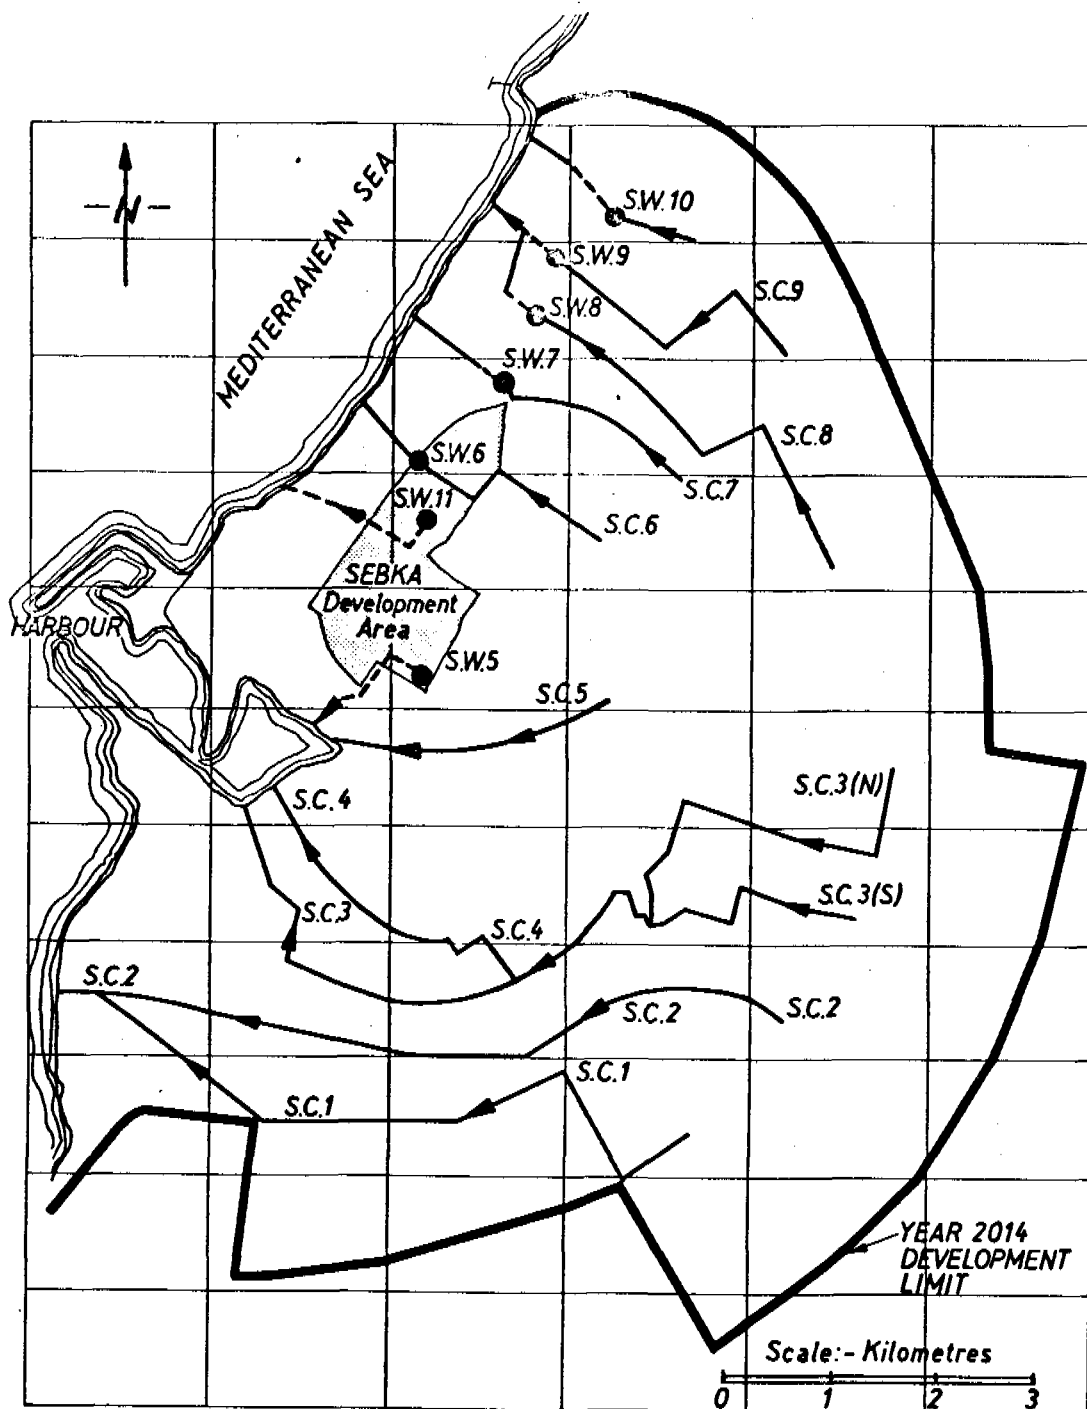 N
MEDITERRANEAN SEA
S.W.10
S.W.9
S.C.9
S.W.8
S.W.7
S.C.8
S.W.6
S.C.7
S.W.11
S.C.6
SEBKA
Development
Area
HARBOUR
S.W.5
S.C.5
S.C.4
S.C.3(N)
S.C.3(S)
S.C.3
S.C.4
S.C.2
S.C.2
S.C.2
S.C.1
S.C.1
YEAR 2014
DEVELOPMENT
LIMIT
Scale:- Kilometres
0 1 2 3